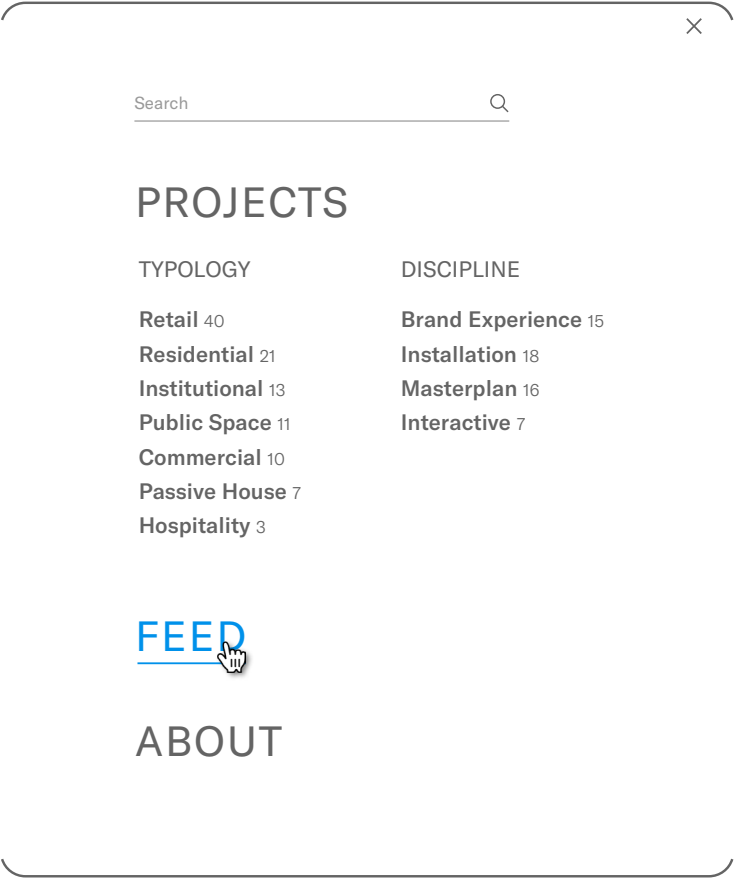 Search
PROJECTS
TYPOLOGY
Retail 40
Residential 21
Institutional 13
Public Space 11
Commercial 10
Passive House 7
Hospitality 3
DISCIPLINE
Brand Experience 15
Installation 18
Masterplan 16
Interactive 7
FEED
ABOUT